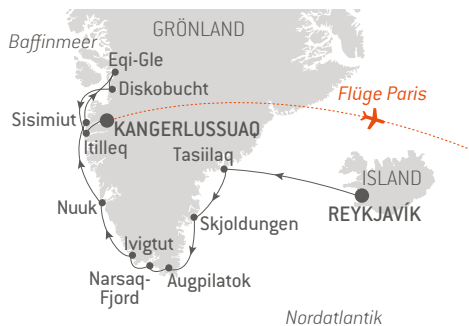 GRÖNLAND
Baffinmeer
Eqi-Gle
Diskobucht
Flüge Paris
Sisimiut
KANGERLUSSUAQ
Itilleq
Tasiilaq
ISLAND
Nuuk
REYKJAVÍK
Skjoldungen
Ivigtut
Narsaq-
Fjord
Augpilatok
Nordatlantik